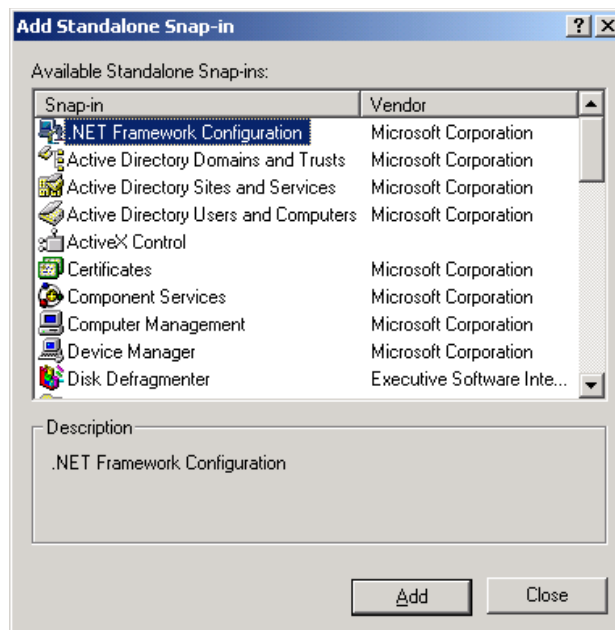 Add Standalone Snap-in
Available Standalone Snap-ins:
Snap-in Vendor
.NET Framework Configuration Microsoft Corporation
Active Directory Domains and Trusts Microsoft Corporation
Active Directory Sites and Services Microsoft Corporation
Active Directory Users and Computers Microsoft Corporation
ActiveX Control
Certificates Microsoft Corporation
Component Services Microsoft Corporation
Computer Management Microsoft Corporation
Device Manager Microsoft Corporation
Disk Defragmenter Executive Software Inte...
Description
.NET Framework Configuration
Add Close